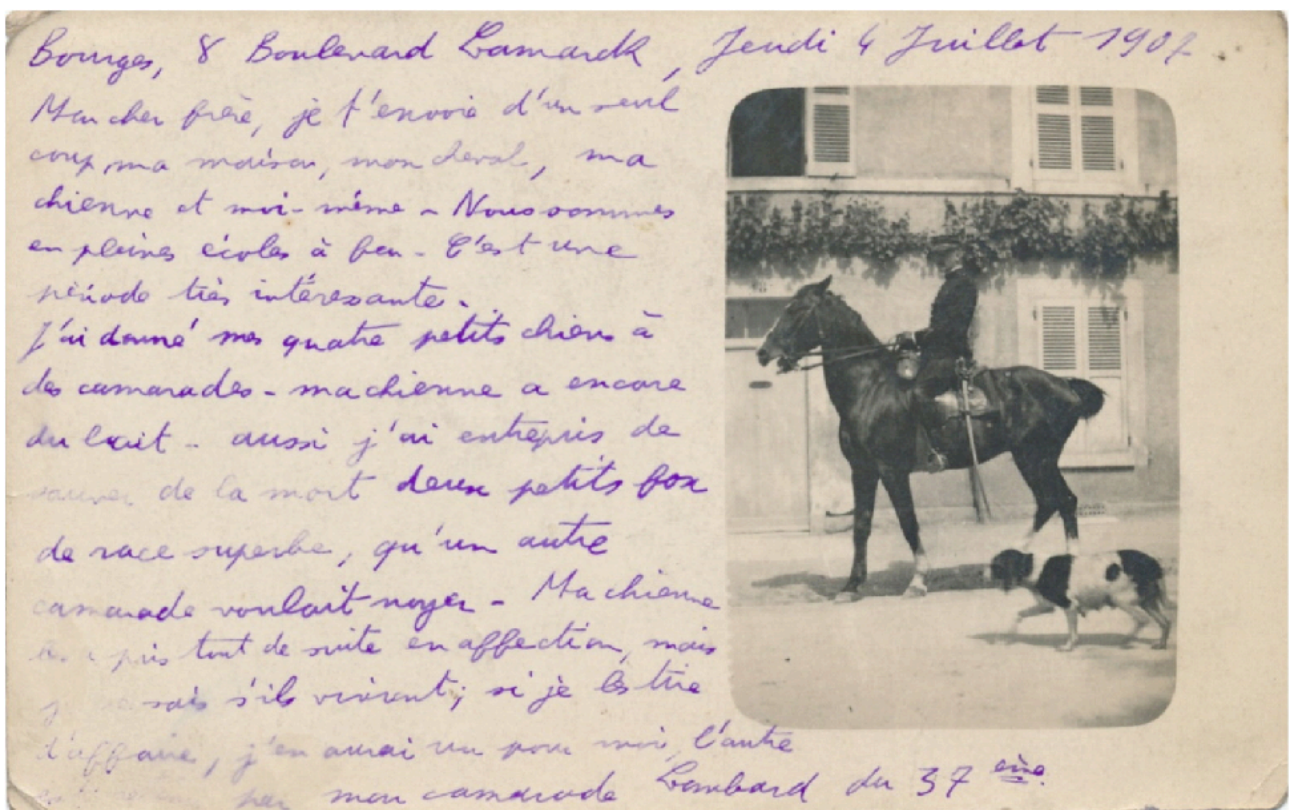 Bourges, 8 Boulevard Lamarck, Jeudi 4 Juillet 1907
Mon cher frère, je t'envoie d'un seul
coup, ma maison, mon cheval, ma
chienne et moi-même - Nous sommes
en pleines écoles à feu - C'est une
période très intéressante.
J'ai donné mes quatre petits chiens à
des camarades - ma chienne a encore
du lait - aussi j'ai entrepris de
sauver de la mort deux petits fox
de race superbe, qu'un autre
camarade voulait noyer - Ma chienne
les a pris tout de suite en affection, mais
je ne sais s'ils vivront; si je les tire
d'affaire, j'en aurai un pour moi, l'autre
mon camarade Lombard du 37 ème.